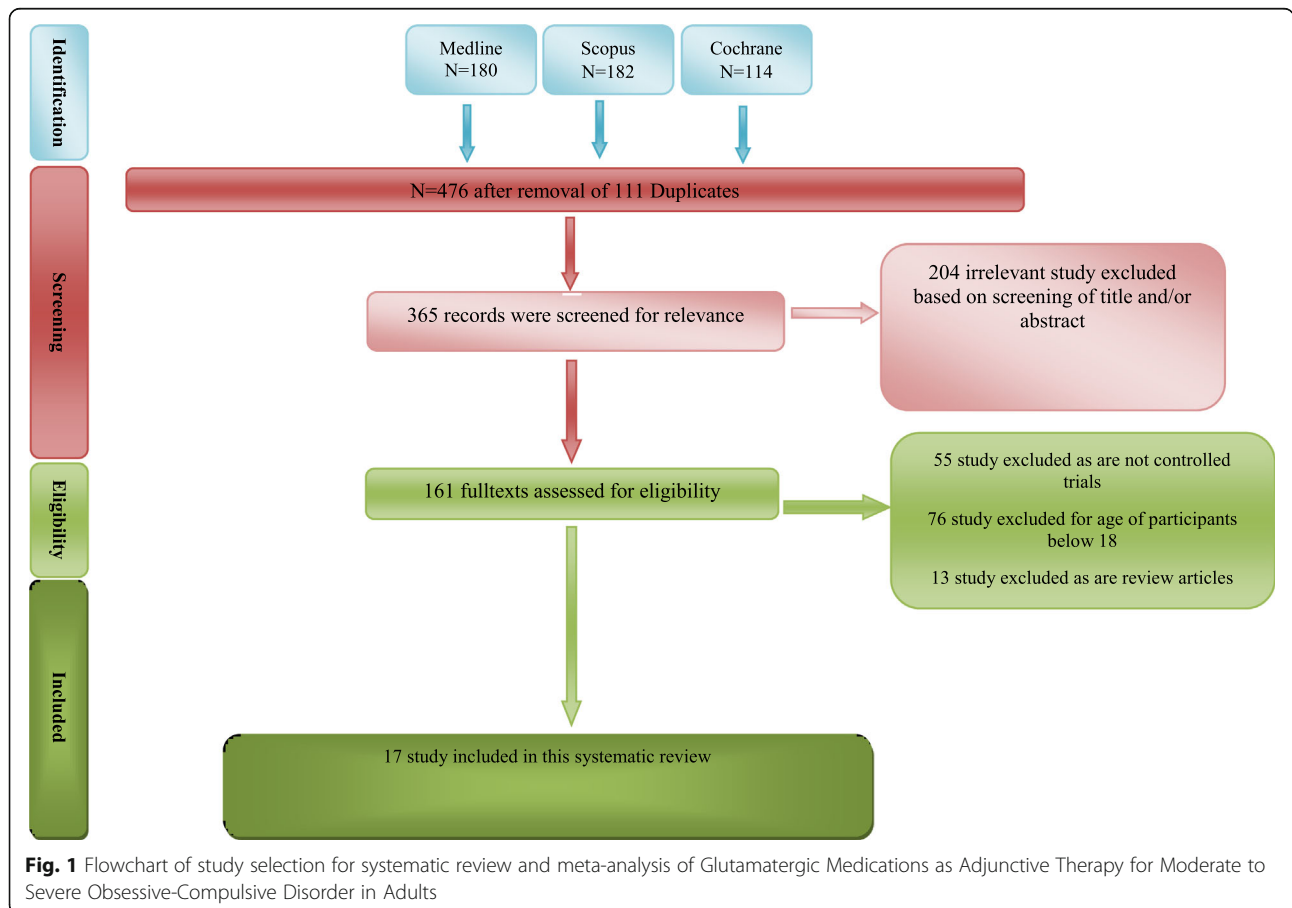 Identification
Medline
N=180
Scopus
N=182
Cochrane
N=114
Screening
N=476 after removal of 111 Duplicates
365 records were screened for relevance
204 irrelevant study excluded
based on screening of title and/or
abstract
Eligibility
161 fulltexts assessed for eligibility
55 study excluded as are not controlled
trials
76 study excluded for age of participants
below 18
13 study excluded as are review articles
Included
17 study included in this systematic review
Fig. 1 Flowchart of study selection for systematic review and meta-analysis of Glutamatergic Medications as Adjunctive Therapy for Moderate to
Severe Obsessive-Compulsive Disorder in Adults